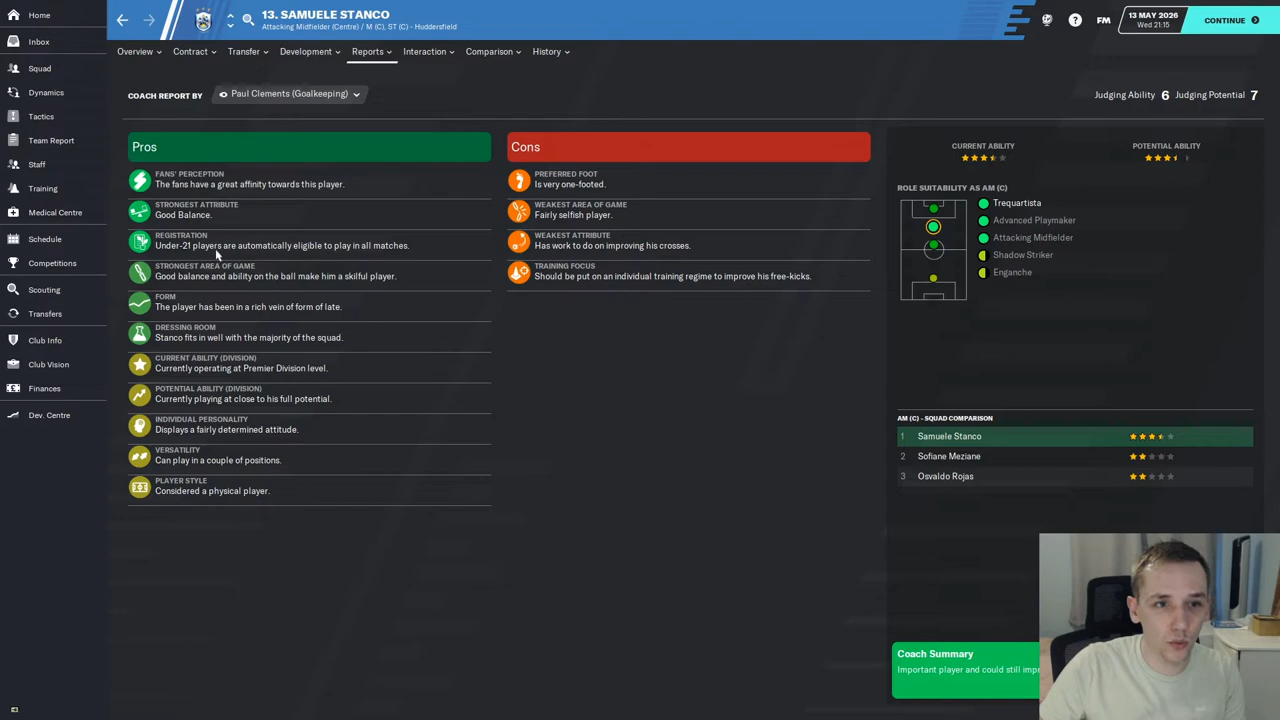 Home
Inbox
Squad
Dynamics
Tactics
Team Report
Staff
Training
Medical Centre
Schedule
Competitions
Scouting
Transfers
Club Info
Club Vision
Finances
Dev. Centre
13. SAMUELE STANCO
Attacking Midfielder (Centre) / M (C), ST (C) - Huddersfield
FM
13 MAY 2026
Wed 21:15
CONTINUE
Overview
Contract
Transfer
Development
Reports
Interaction
Comparison
History
COACH REPORT BY
Paul Clements (Goalkeeping)
Judging Ability 6 Judging Potential 7
Pros
FANS' PERCEPTION
The fans have a great affinity towards this player.
STRONGEST ATTRIBUTE
Good Balance.
REGISTRATION
Under-21 players are automatically eligible to play in all matches.
STRONGEST AREA OF GAME
Good balance and ability on the ball make him a skilful player.
FORM
The player has been in a rich vein of form of late.
DRESSING ROOM
Stanco fits in well with the majority of the squad.
CURRENT ABILITY (DIVISION)
Currently operating at Premier Division level.
POTENTIAL ABILITY (DIVISION)
Currently playing at close to his full potential.
INDIVIDUAL PERSONALITY
Displays a fairly determined attitude.
VERSATILITY
Can play in a couple of positions.
PLAYER STYLE
Considered a physical player.
Cons
PREFERRED FOOT
Is very one-footed.
WEAKEST AREA OF GAME
Fairly selfish player.
WEAKEST ATTRIBUTE
Has work to do on improving his crosses.
TRAINING FOCUS
Should be put on an individual training regime to improve his free-kicks.
CURRENT ABILITY
POTENTIAL ABILITY
ROLE SUITABILITY AS AM (C)
Trequartista
Advanced Playmaker
Attacking Midfielder
Shadow Striker
Enganche
AM (C) - SQUAD COMPARISON
1 Samuele Stanco
2 Sofiane Meziane
3 Osvaldo Rojas
Coach Summary
Important player and could still impr